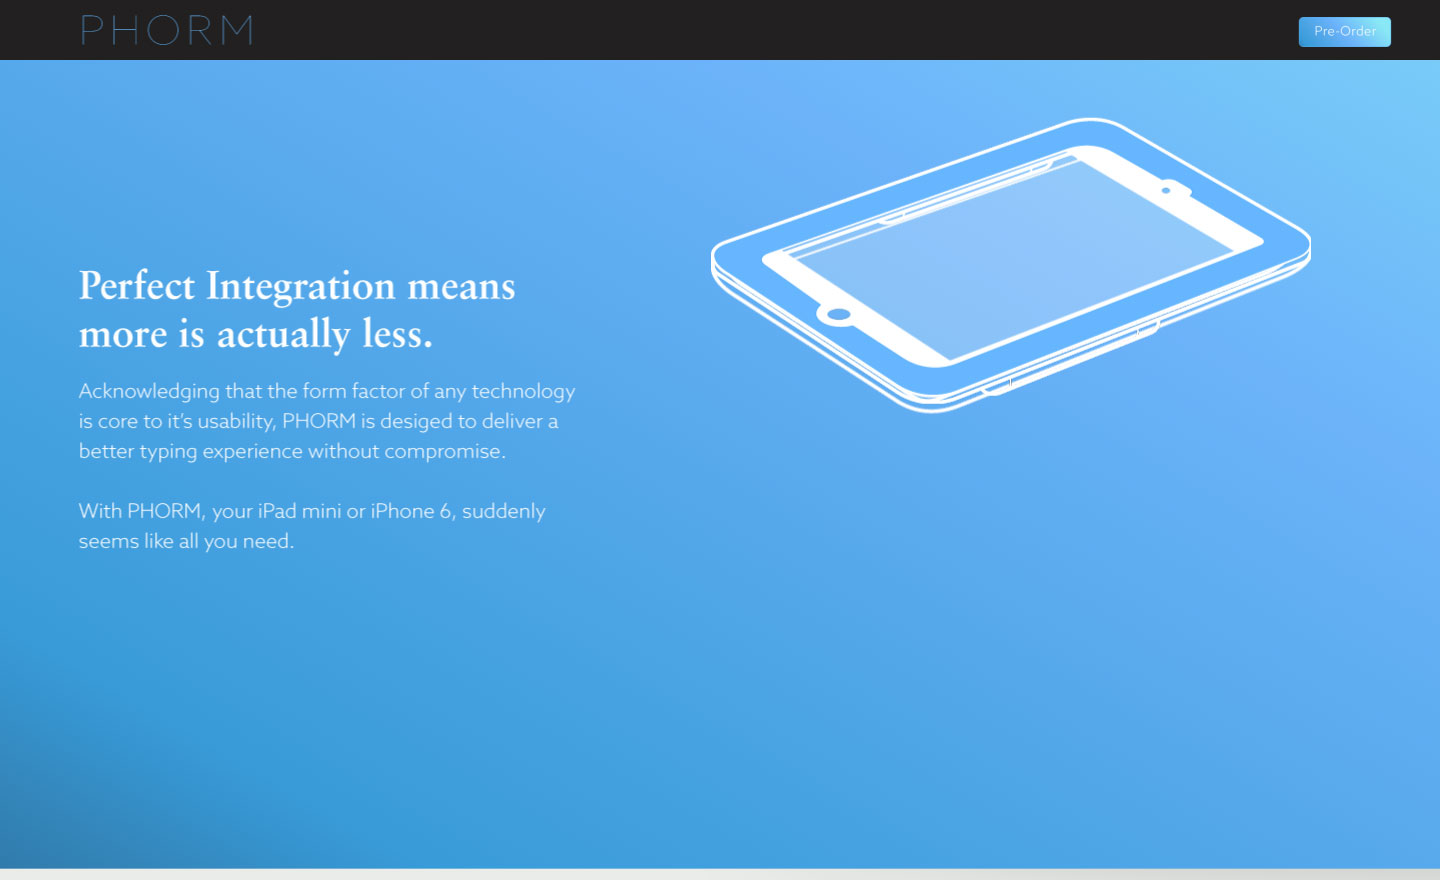 PHORM
Pre-Order
Perfect Integration means
more is actually less.
Acknowledging that the form factor of any technology
is core to it's usability, PHORM is desiged to deliver a
better typing experience without compromise.
With PHORM, your iPad mini or iPhone 6, suddenly
seems like all you need.